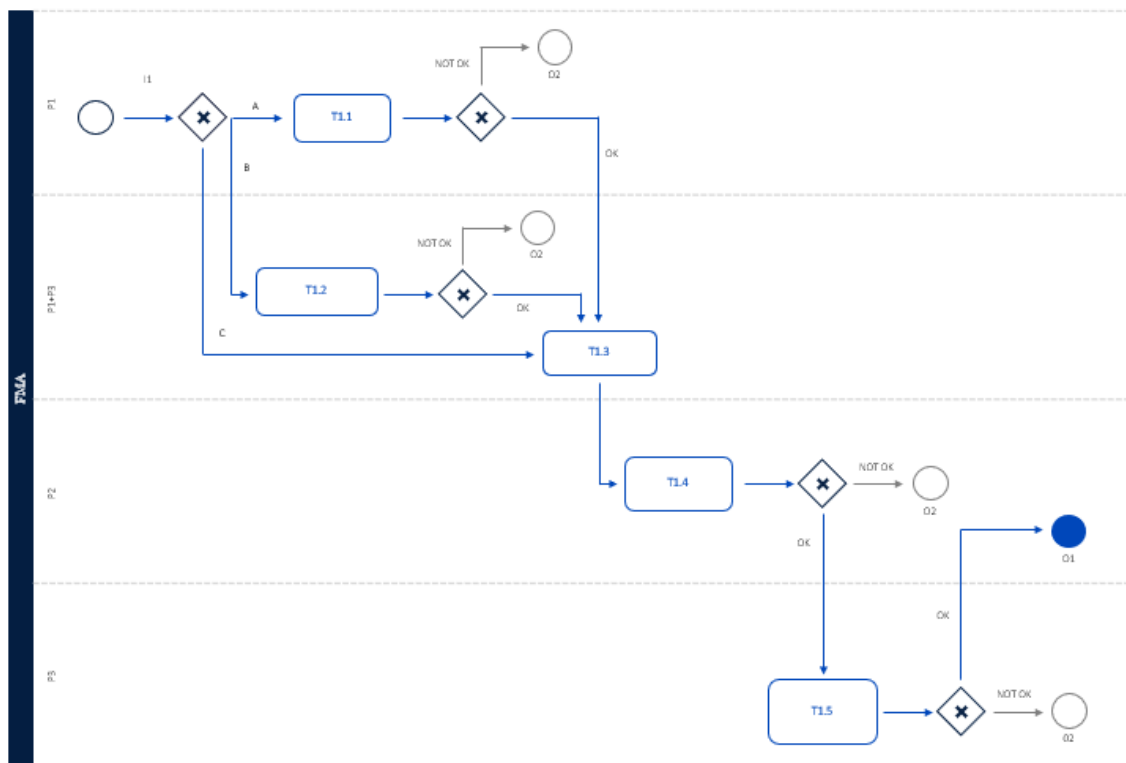 FMA
P1
I1
A
T1.1
NOT OK
O2
OK
B
P1+P3
T1.2
NOT OK
O2
OK
C
T1.3
P2
T1.4
NOT OK
O2
OK
O1
P3
T1.5
OK
NOT OK
O2